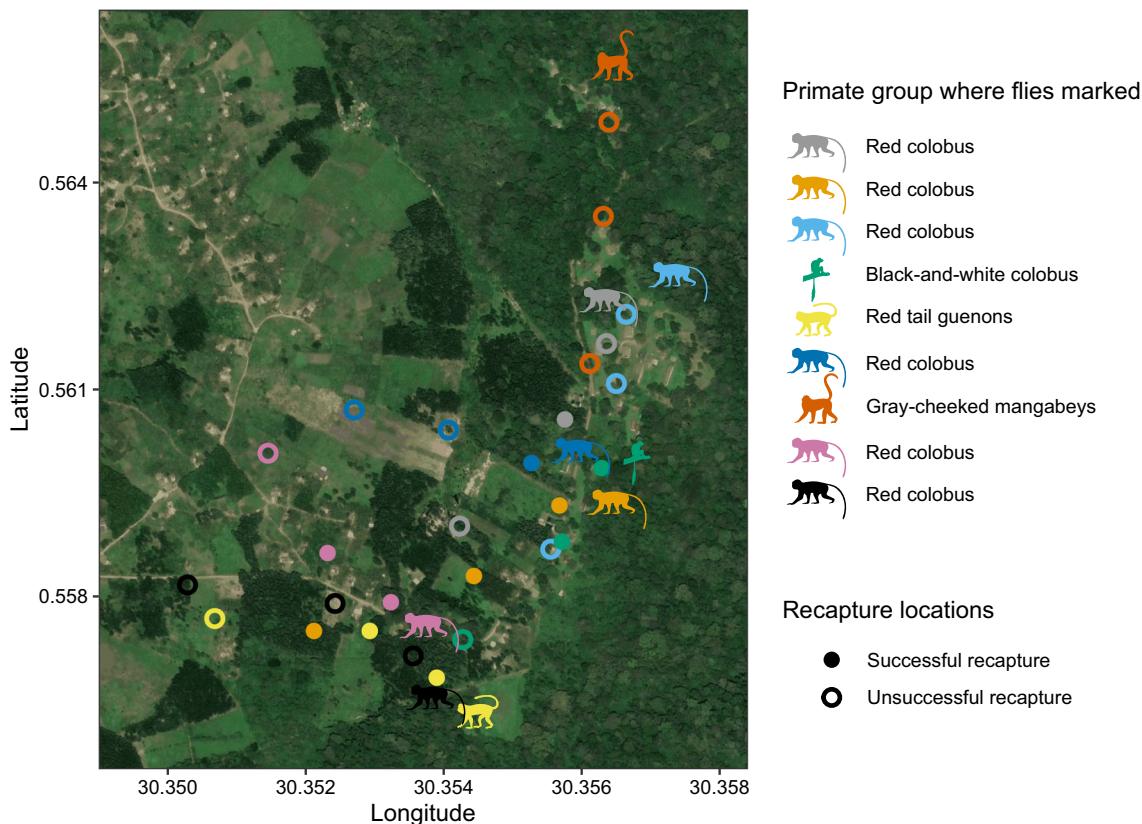 Primate group where flies marked
Red colobus
Red colobus
Red colobus
Black-and-white colobus
Red tail guenons
Red colobus
Gray-cheeked mangabeys
Red colobus
Red colobus
Recapture locations
Successful recapture
Unsuccessful recapture
Latitude
0.564
0.561
0.558
30.350 30.352 30.354 30.356 30.358
Longitude